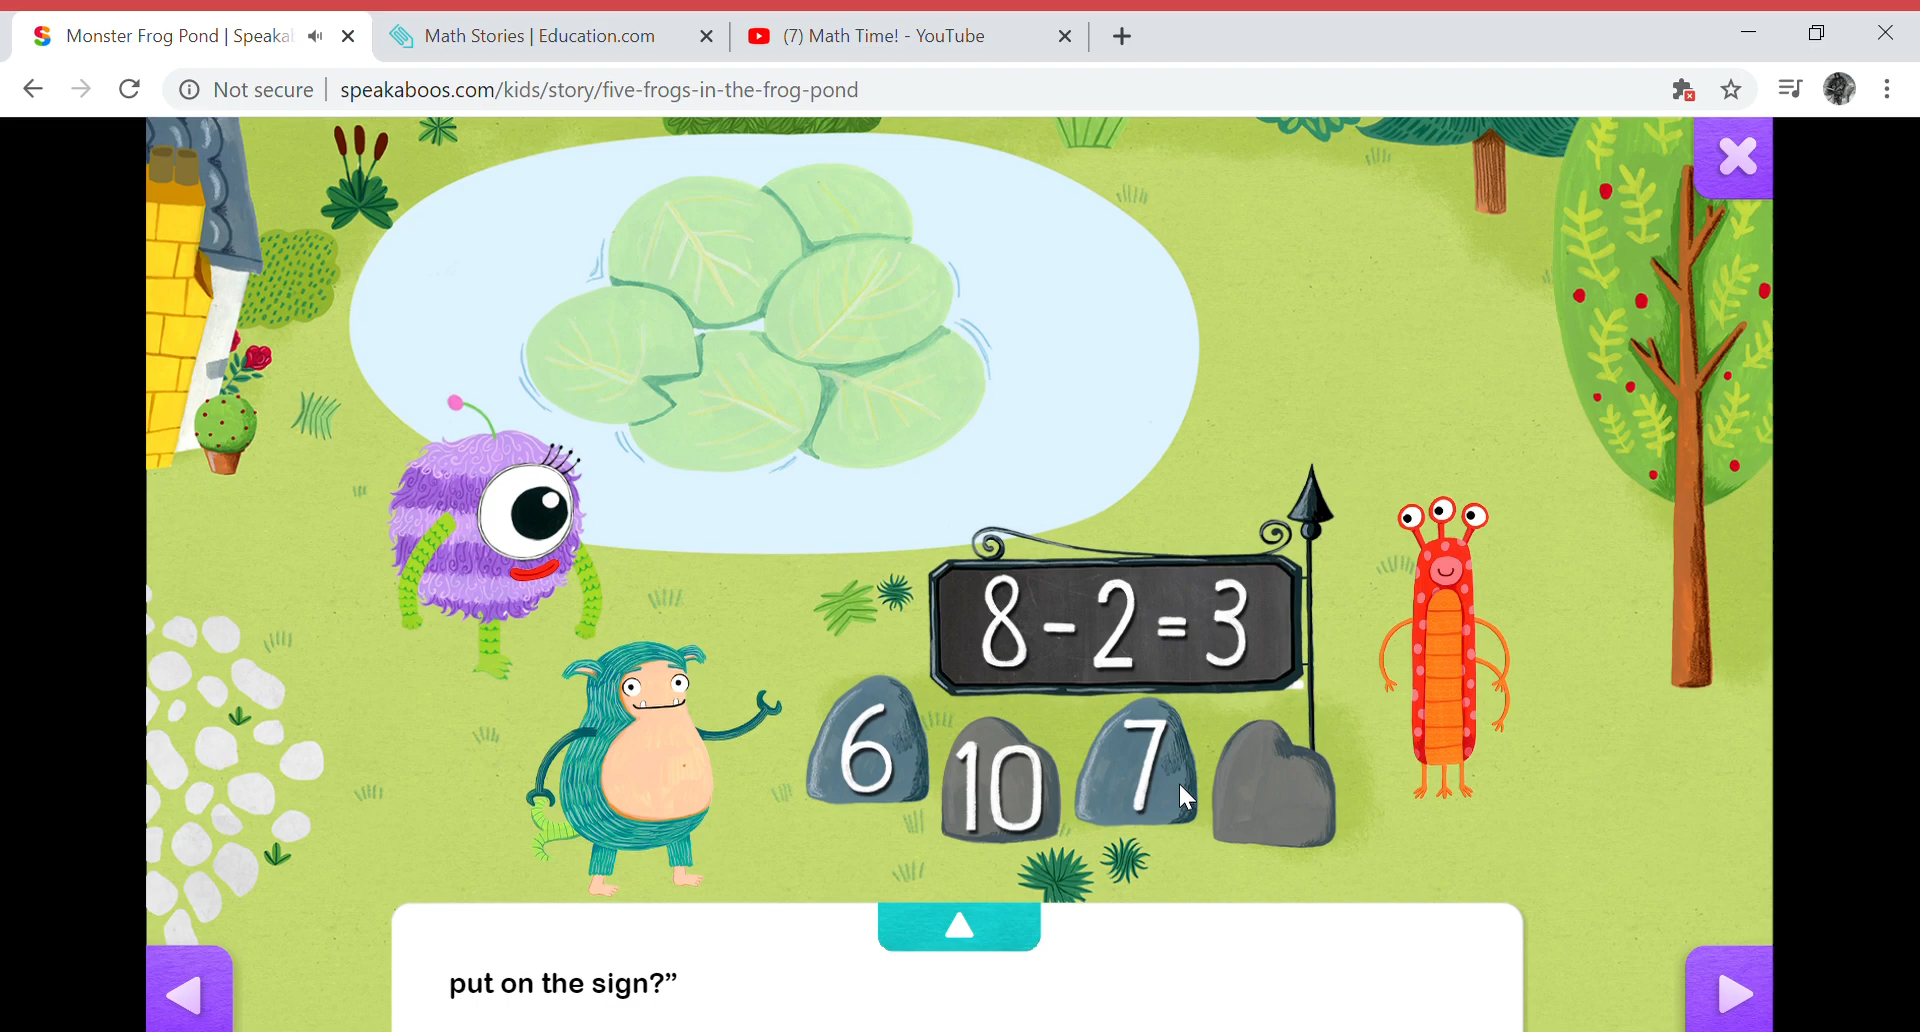 Monster Frog Pond | Speaka
Math Stories | Education.com
(7) Math Time! - YouTube
Not secure | speakaboos.com/kids/story/five-frogs-in-the-frog-pond
8-2=3
6
10
7
put on the sign?”